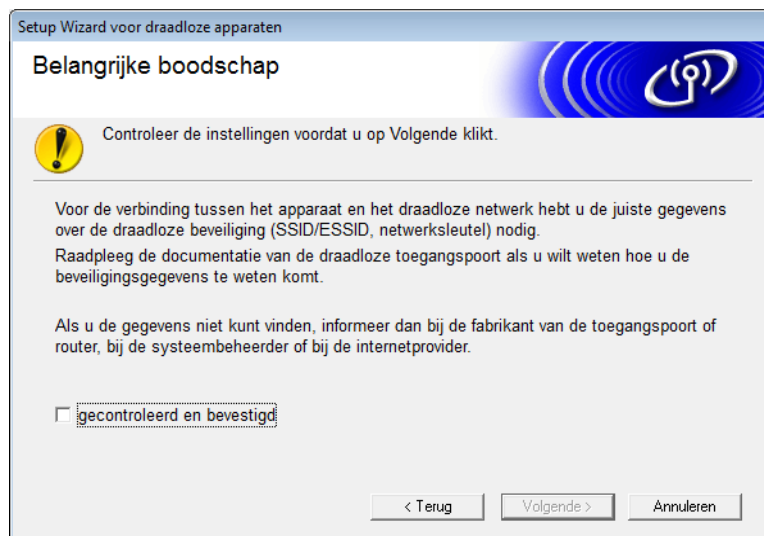 Setup Wizard voor draadloze apparaten
Belangrijke boodschap
Controleer de instellingen voordat u op Volgende klikt.
Voor de verbinding tussen het apparaat en het draadloze netwerk hebt u de juiste gegevens
over de draadloze beveiliging (SSID/ESSID, netwerksleutel) nodig.
Raadpleeg de documentatie van de draadloze toegangspoort als u wilt weten hoe u de
beveiligingsgegevens te weten komt.
Als u de gegevens niet kunt vinden, informeer dan bij de fabrikant van de toegangspoort of
router, bij de systeembeheerder of bij de internetprovider.
gecontroleerd en bevestigd
< Terug
Volgende >
Annuleren